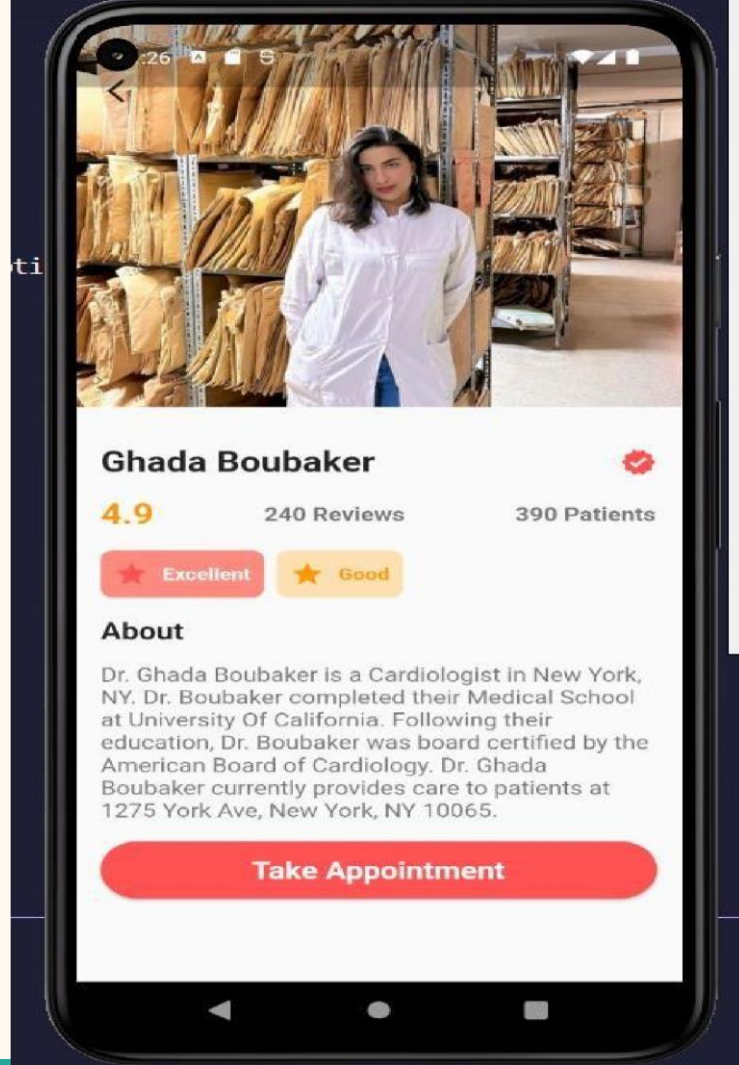 :26
ti
Ghada Boubaker
4.9 240 Reviews 390 Patients
Excellent Good
About
Dr. Ghada Boubaker is a Cardiologist in New York,
NY. Dr. Boubaker completed their Medical School
at University Of California. Following their
education, Dr. Boubaker was board certified by the
American Board of Cardiology. Dr. Ghada
Boubaker currently provides care to patients at
1275 York Ave, New York, NY 10065.
Take Appointment